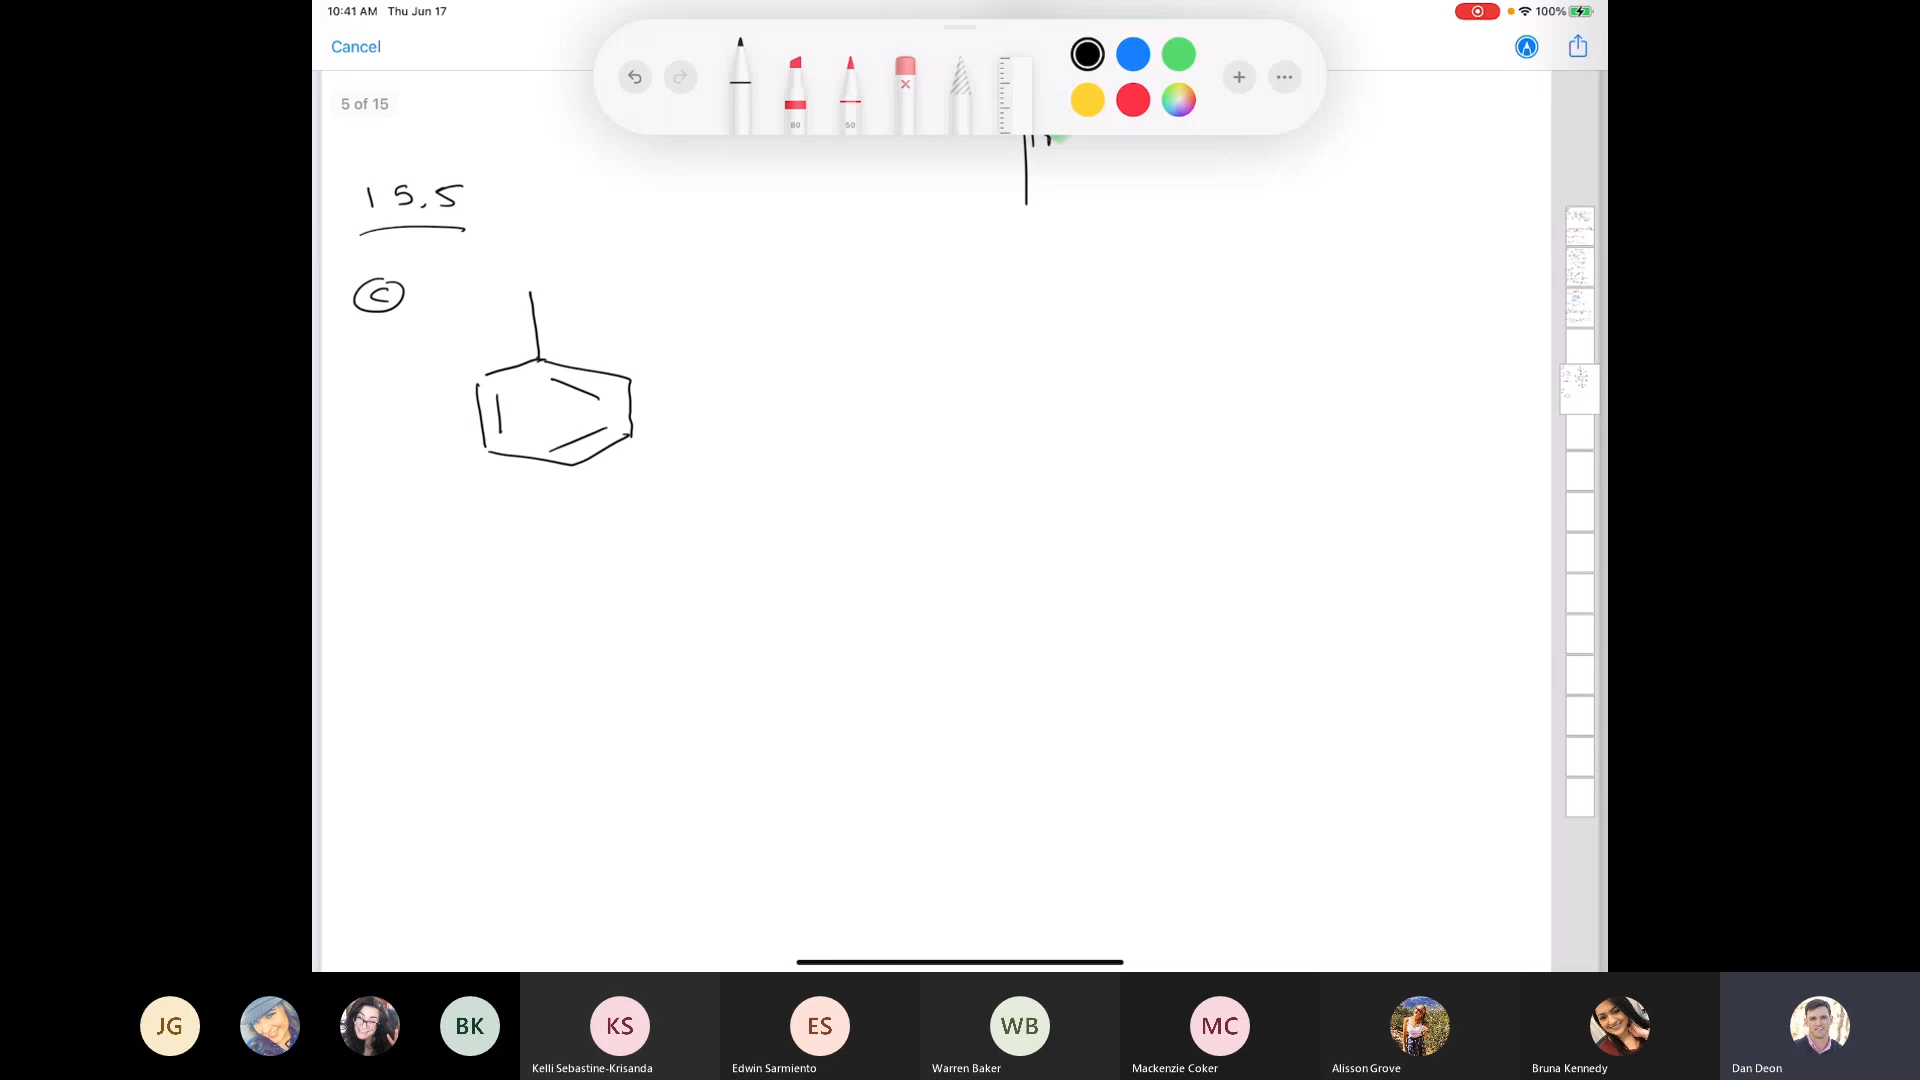 10:41 AM Thu Jun 17
100%
Cancel
5 of 15
80
50
15.5
C
JG
BK
KS
ES
WB
MC
Kelli Sebastine-Krisanda
Edwin Sarmiento
Warren Baker
Mackenzie Coker
Alisson Grove
Bruna Kennedy
Dan Deon